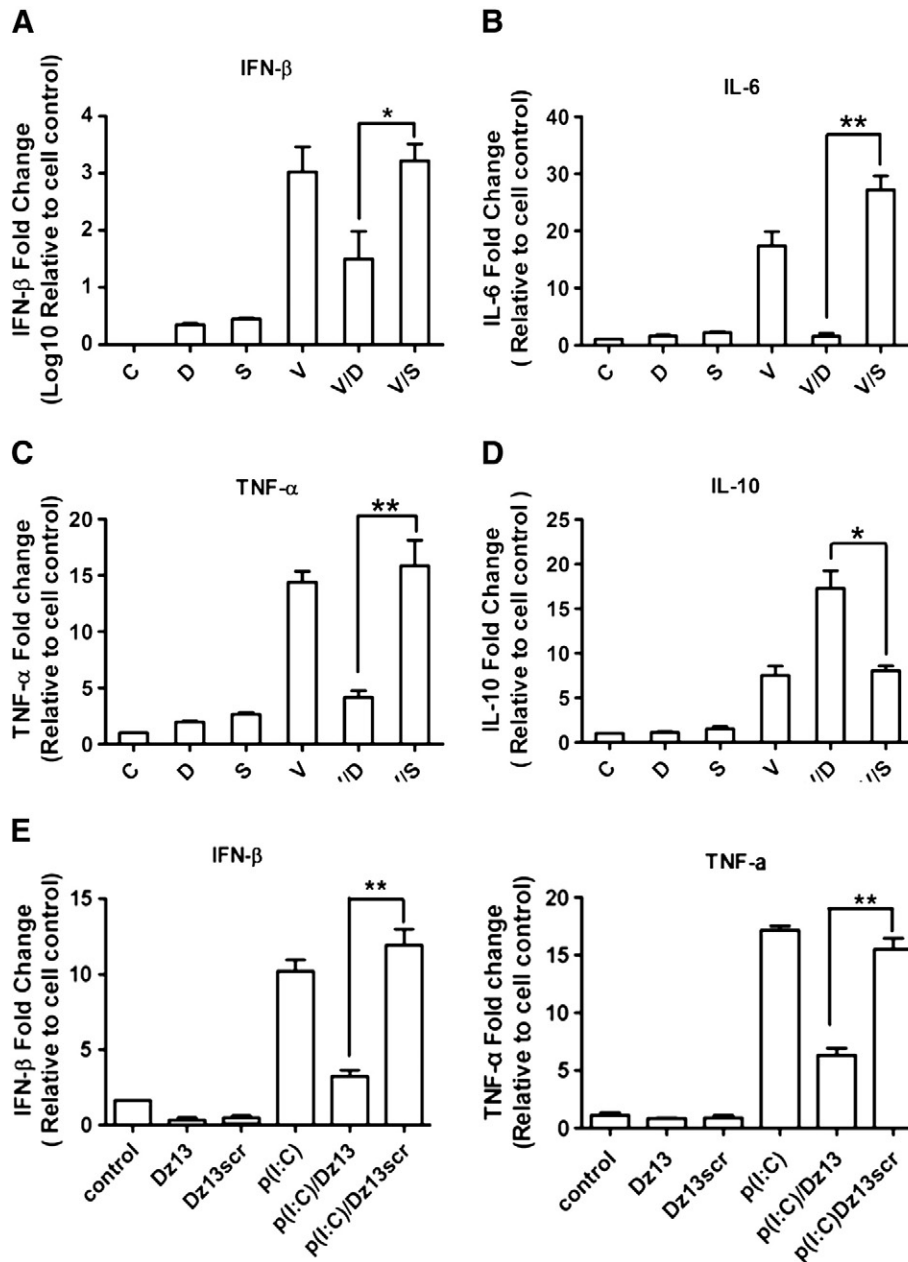 A
IFN-β
IFN-β Fold Change
(Log10 Relative to cell control)
4
3
2
1
0
*
C
D
S
V
V/D
V/S
B
IL-6
IL-6 Fold Change
( Relative to cell control)
40
30
20
10
0
**
C
D
S
V
V/D
V/S
C
TNF-α
TNF-α Fold change
(Relative to cell control)
20
15
10
5
0
**
C
D
S
V
/D
/S
D
IL-10
IL-10 Fold Change
( Relative to cell control )
25
20
15
10
5
0
*
C
D
S
V
/D
/S
E
IFN-β
IFN-β Fold Change
( Relative to cell control)
15
10
5
0
**
control
Dz13
Dz13scr
p(I:C)
p(I:C)/Dz13
p(I:C)/Dz13scr
TNF-a
TNF-α Fold change
(Relative to cell control)
20
15
10
5
0
**
control
Dz13
Dz13scr
p(I:C)
p(I:C)/Dz13
p(I:C)Dz13scr